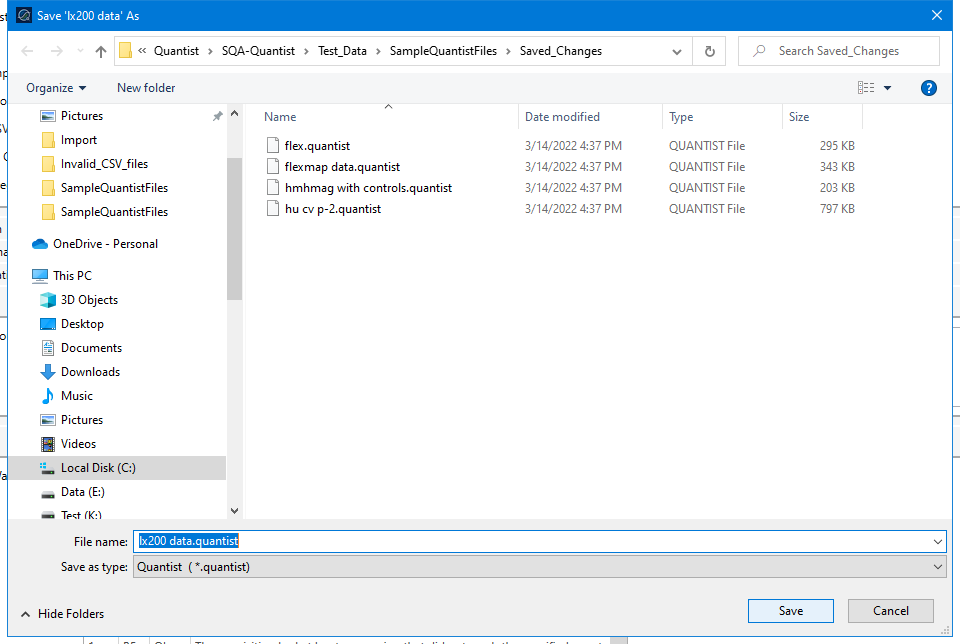 Save 'lx200 data' As
« Quantist > SQA-Quantist > Test_Data > SampleQuantistFiles > Saved_Changes
Search Saved_Changes
Organize
New folder
?
Pictures
Import
Invalid_CSV_files
SampleQuantistFiles
SampleQuantistFiles
OneDrive - Personal
This PC
3D Objects
Desktop
Documents
Downloads
Music
Pictures
Videos
Local Disk (C:)
Data (E:)
Test (K:)
Name Date modified Type Size
flex.quantist 3/14/2022 4:37 PM QUANTIST File 295 KB
flexmap data.quantist 3/14/2022 4:37 PM QUANTIST File 343 KB
hmhmag with controls.quantist 3/14/2022 4:37 PM QUANTIST File 203 KB
hu cv p-2.quantist 3/14/2022 4:37 PM QUANTIST File 797 KB
File name: lx200 data.quantist
Save as type: Quantist ( *.quantist)
Hide Folders
Save
Cancel